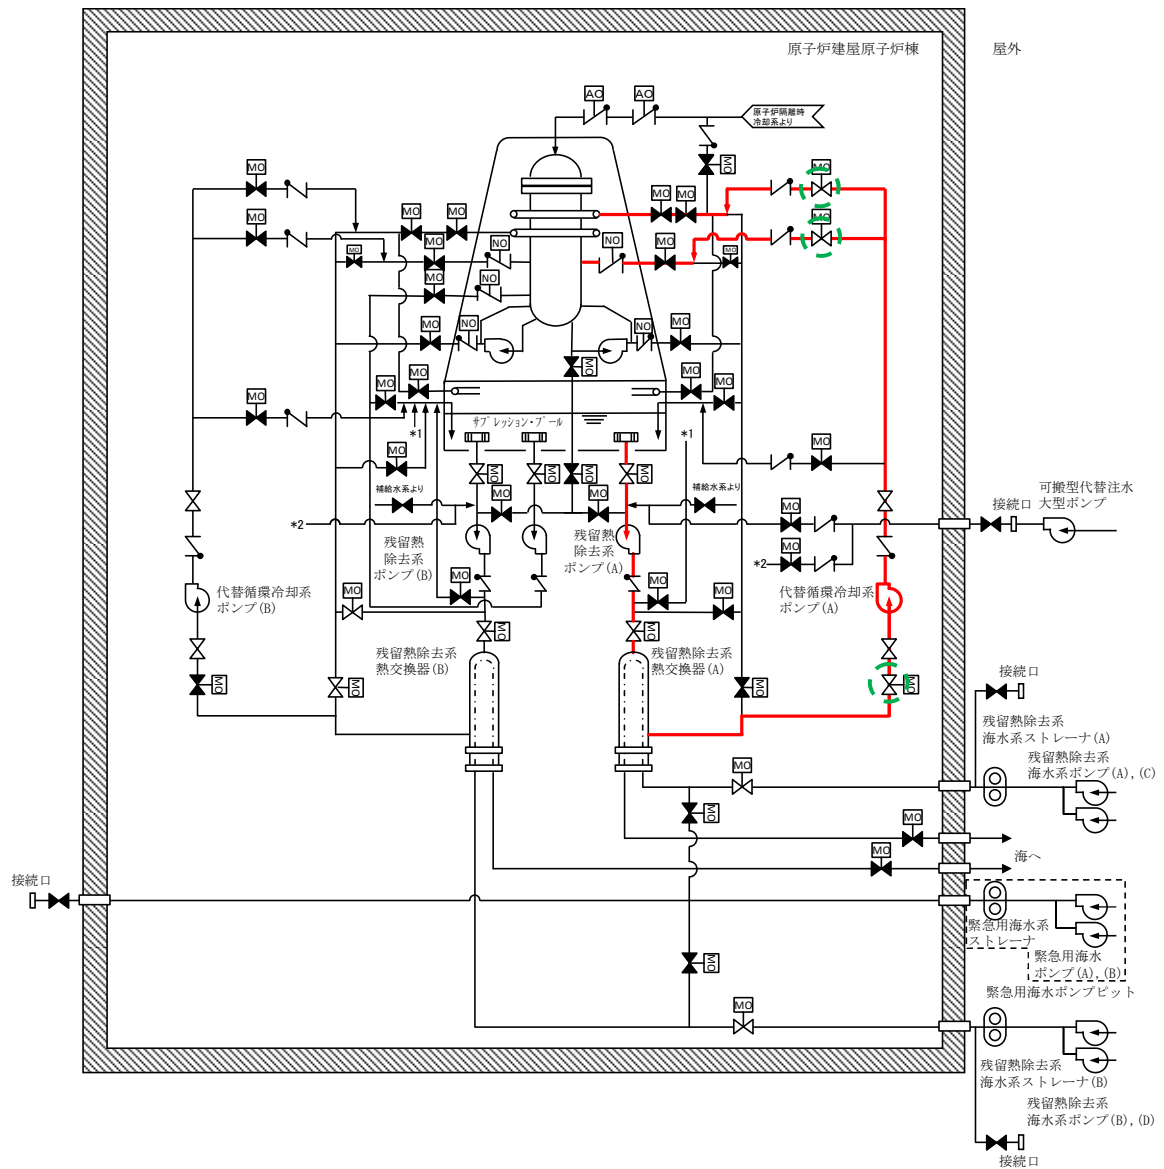 原子炉建屋原子炉棟
屋外
AO
AO
原子炉隔離時
冷却系より
MO
MO
MO
MO
MO
MO
MO
MO
MO
MO
MO
MO
NO
NO
MO
MO
MO
MO
NO
MO
NO
NO
MO
MO
MO
MO
MO
MO
MO
サプレッション・プール
*1
*1
MO
MO
MO
MO
MO
MO
MO
補給水系より
MO
MO
補給水系より
MO
接続口
可搬型代替注水
大型ポンプ
*2
残留熱
除去系
ポンプ(B)
残留熱
除去系
ポンプ(A)
MO
*2
代替循環冷却系
ポンプ(B)
MO
MO
MO
MO
代替循環冷却系
ポンプ(A)
MO
MO
残留熱除去系
熱交換器(B)
残留熱除去系
熱交換器(A)
MO
MO
MO
MO
接続口
残留熱除去系
海水系ストレーナ(A)
残留熱除去系
海水系ポンプ(A),(C)
MO
MO
MO
MO
海へ
接続口
緊急用海水系
ストレーナ
緊急用海水
ポンプ(A),(B)
MO
緊急用海水ポンプピット
MO
残留熱除去系
海水系ストレーナ(B)
残留熱除去系
海水系ポンプ(B),(D)
接続口